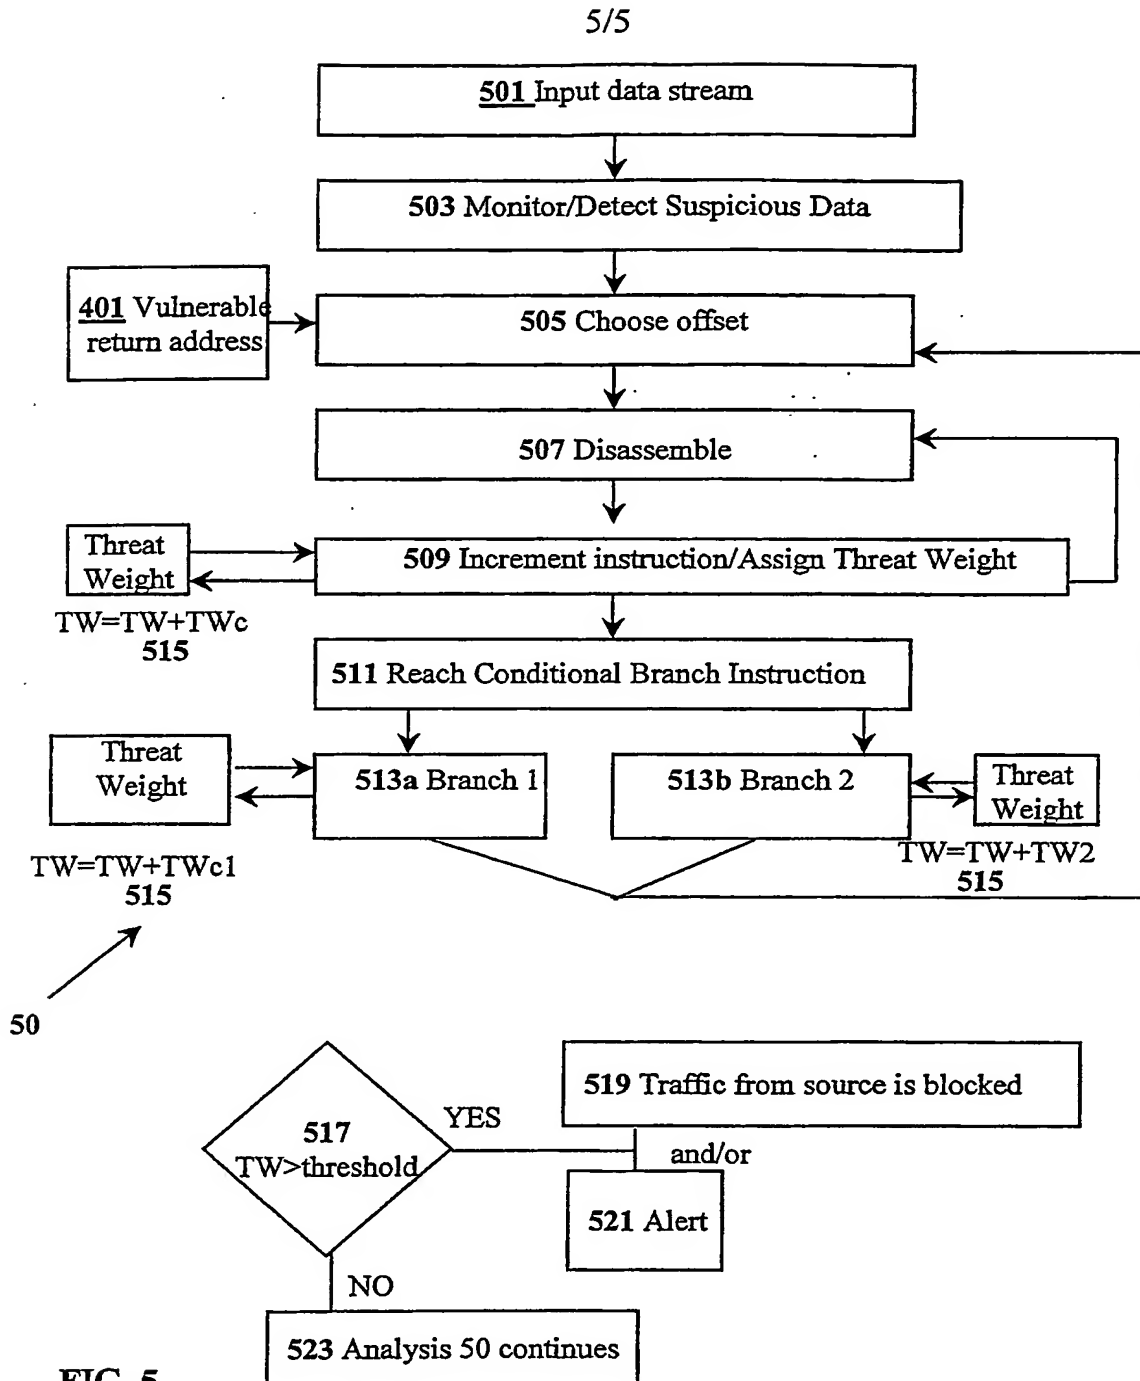 5/5
501 Input data stream
503 Monitor/Detect Suspicious Data
401 Vulnerable
return address
505 Choose offset
507 Disassemble
Threat
Weight
TW=TW+TWc
515
509 Increment instruction/Assign Threat Weight
511 Reach Conditional Branch Instruction
Threat
Weight
TW=TW+TWc1
515
513a Branch 1
513b Branch 2
Threat
Weight
TW=TW+TW2
515
50
517
TW>threshold
YES
519 Traffic from source is blocked
and/or
521 Alert
NO
523 Analysis 50 continues
FIG. 5